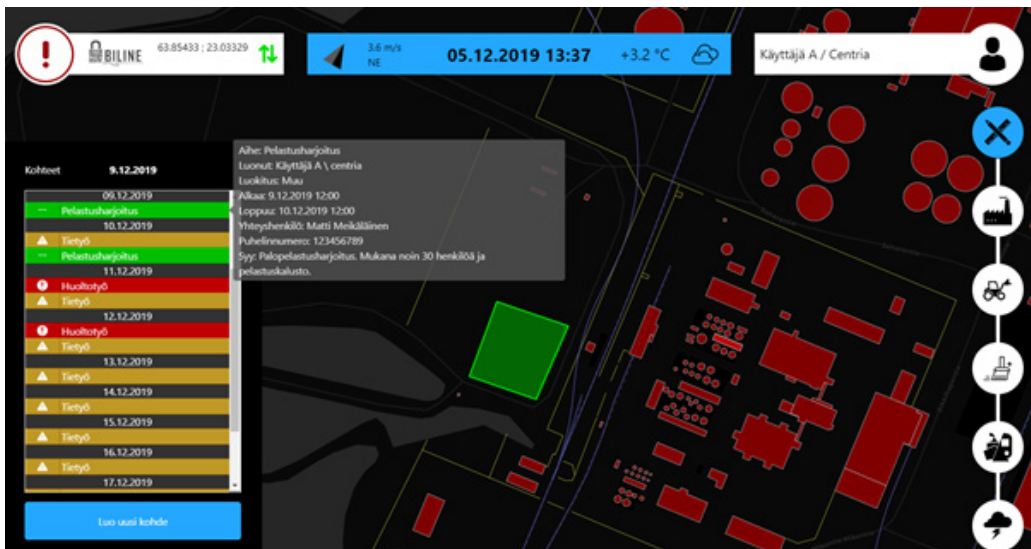 BILINE
63.85433 ; 23.03329
3.6 m/s
NE
05.12.2019 13:37
+3.2 °C
Käyttäjä A / Centria
Kohteet 9.12.2019
09.12.2019
Pelastusharjoitus
10.12.2019
Tietyö
Pelastusharjoitus
11.12.2019
Huoltotyö
Tietyö
12.12.2019
Huoltotyö
Tietyö
13.12.2019
Tietyö
14.12.2019
Tietyö
15.12.2019
Tietyö
16.12.2019
Tietyö
17.12.2019
Luo uusi kohde
Aihe: Pelastusharjoitus
Luonut: Käyttäjä A \ centria
Luokitus: Muu
Alkaa: 9.12.2019 12:00
Loppuu: 10.12.2019 12:00
Yhteyshenkilö: Matti Meikäläinen
Puhelinnumero: 123456789
Syy: Palopelastusharjoitus. Mukana noin 30 henkilöä ja
pelastuskalusto.